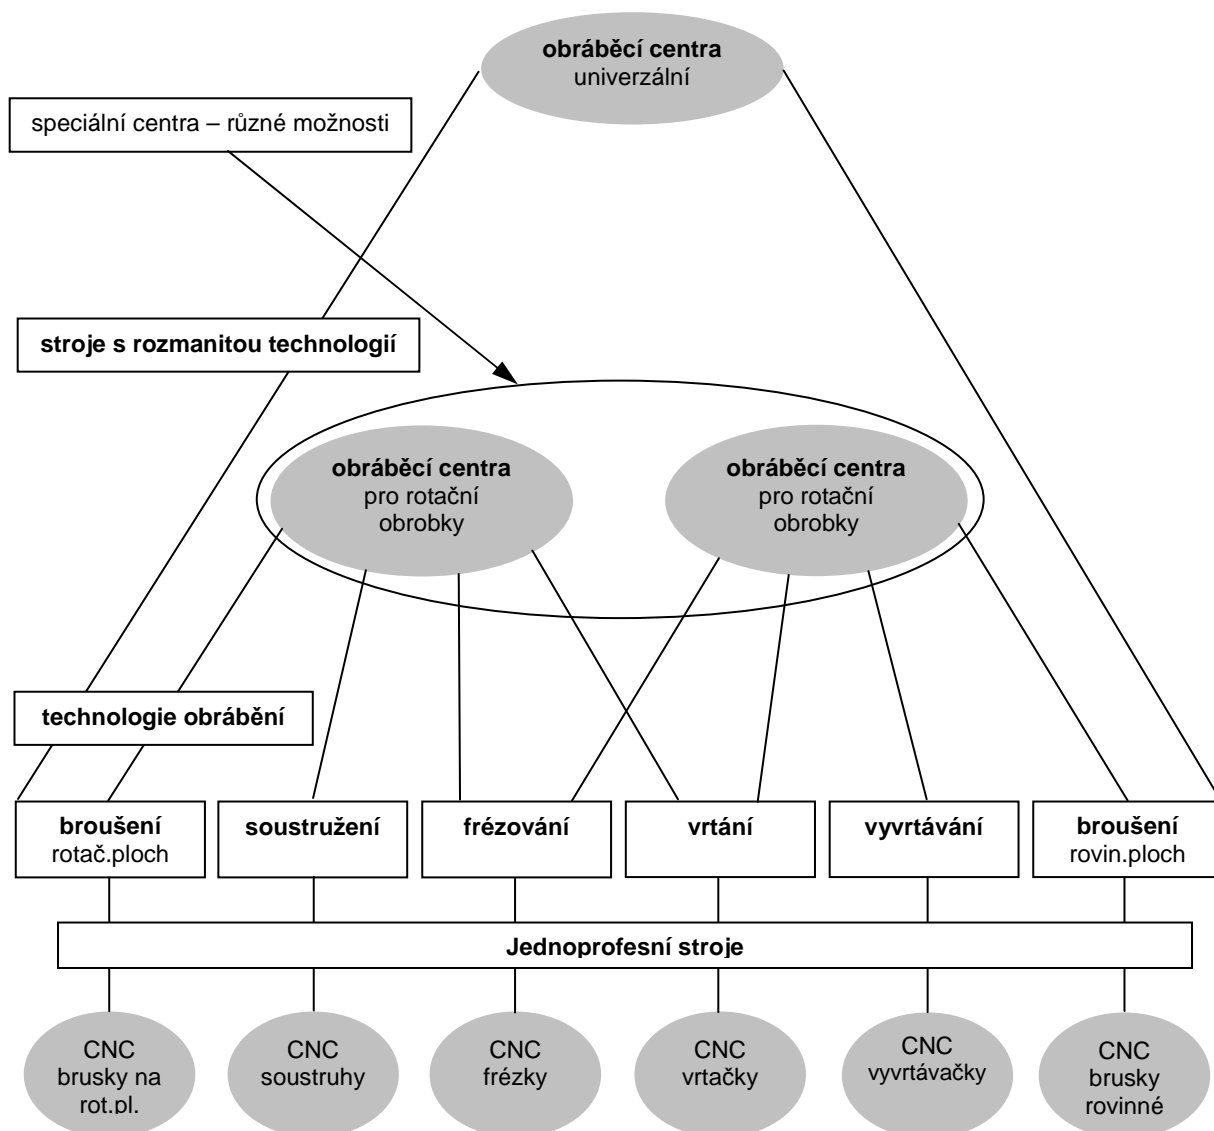 obráběcí centra
univerzální
speciální centra – různé možnosti
stroje s rozmanitou technologií
obráběcí centra
pro rotační
obrobky
obráběcí centra
pro rotační
obrobky
technologie obrábění
broušení
rotač.ploch
soustružení
frézování
vrtání
vyvrtávání
broušení
rovin.ploch
Jednoprofesní stroje
CNC
brusky na
rot.pl.
CNC
soustruhy
CNC
frézky
CNC
vrtačky
CNC
vyvrtávačky
CNC
brusky
rovinné